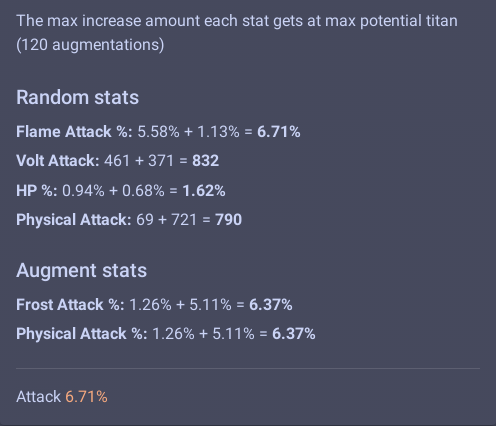 The max increase amount each stat gets at max potential titan
(120 augmentations)
Random stats
Flame Attack %: 5.58% + 1.13% = 6.71%
Volt Attack: 461 + 371 = 832
HP %: 0.94% + 0.68% = 1.62%
Physical Attack: 69 + 721 = 790
Augment stats
Frost Attack %: 1.26% + 5.11% = 6.37%
Physical Attack %: 1.26% + 5.11% = 6.37%
Attack 6.71%